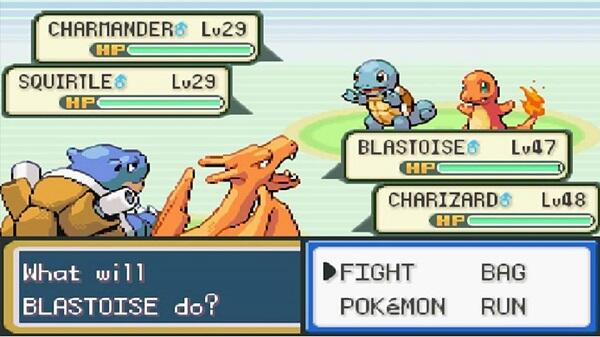 CHARMANDER♂ Lv29
HP
SQUIRTLE♂ Lv29
HP
BLASTOISE♂ Lv47
HP
CHARIZARD♂ Lv48
HP
What will
BLASTOISE do?
▶FIGHT BAG
POKéMON RUN